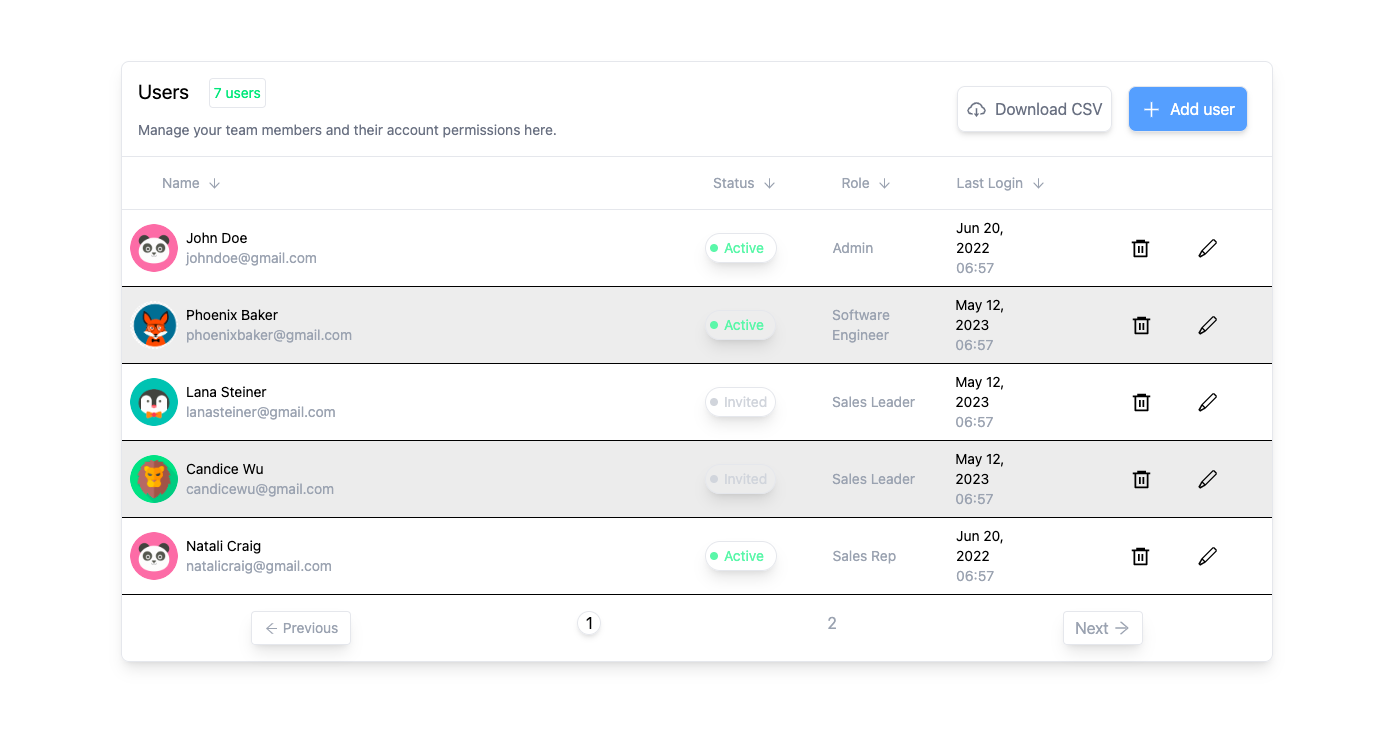 Users
7 users
Manage your team members and their account permissions here.
Download CSV
Add user
Name
Status
Role
Last Login
John Doe
johndoe@gmail.com
Active
Admin
Jun 20,
2022
06:57
Phoenix Baker
phoenixbaker@gmail.com
Active
Software
Engineer
May 12,
2023
06:57
Lana Steiner
lanasteiner@gmail.com
Invited
Sales Leader
May 12,
2023
06:57
Candice Wu
candicewu@gmail.com
Invited
Sales Leader
May 12,
2023
06:57
Natali Craig
natalicraig@gmail.com
Active
Sales Rep
Jun 20,
2022
06:57
Previous
1
2
Next